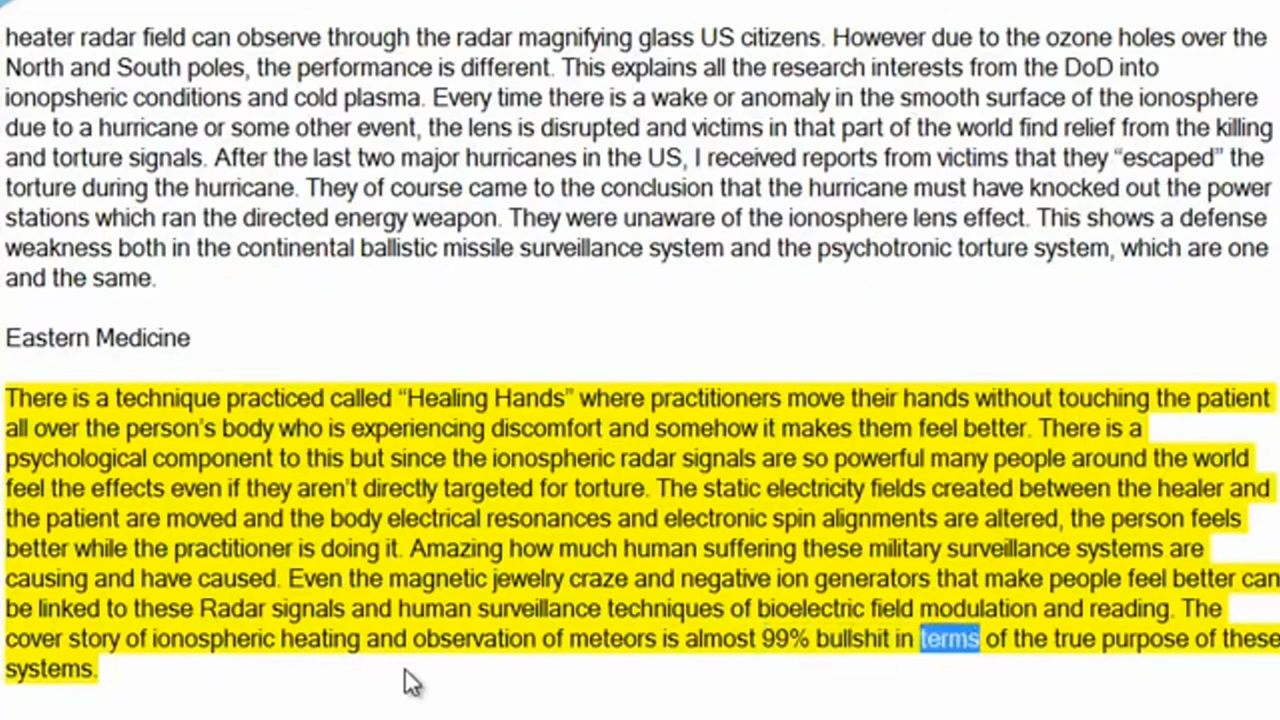 heater radar field can observe through the radar magnifying glass US citizens. However due to the ozone holes over the
North and South poles, the performance is different. This explains all the research interests from the DoD into
ionopsheric conditions and cold plasma. Every time there is a wake or anomaly in the smooth surface of the ionosphere
due to a hurricane or some other event, the lens is disrupted and victims in that part of the world find relief from the killing
and torture signals. After the last two major hurricanes in the US, I received reports from victims that they “escaped” the
torture during the hurricane. They of course came to the conclusion that the hurricane must have knocked out the power
stations which ran the directed energy weapon. They were unaware of the ionosphere lens effect. This shows a defense
weakness both in the continental ballistic missile surveillance system and the psychotronic torture system, which are one
and the same.
Eastern Medicine
There is a technique practiced called “Healing Hands” where practitioners move their hands without touching the patient
all over the person’s body who is experiencing discomfort and somehow it makes them feel better. There is a
psychological component to this but since the ionospheric radar signals are so powerful many people around the world
feel the effects even if they aren’t directly targeted for torture. The static electricity fields created between the healer and
the patient are moved and the body electrical resonances and electronic spin alignments are altered, the person feels
better while the practitioner is doing it. Amazing how much human suffering these military surveillance systems are
causing and have caused. Even the magnetic jewelry craze and negative ion generators that make people feel better can
be linked to these Radar signals and human surveillance techniques of bioelectric field modulation and reading. The
cover story of ionospheric heating and observation of meteors is almost 99% bullshit in terms of the true purpose of these
systems.